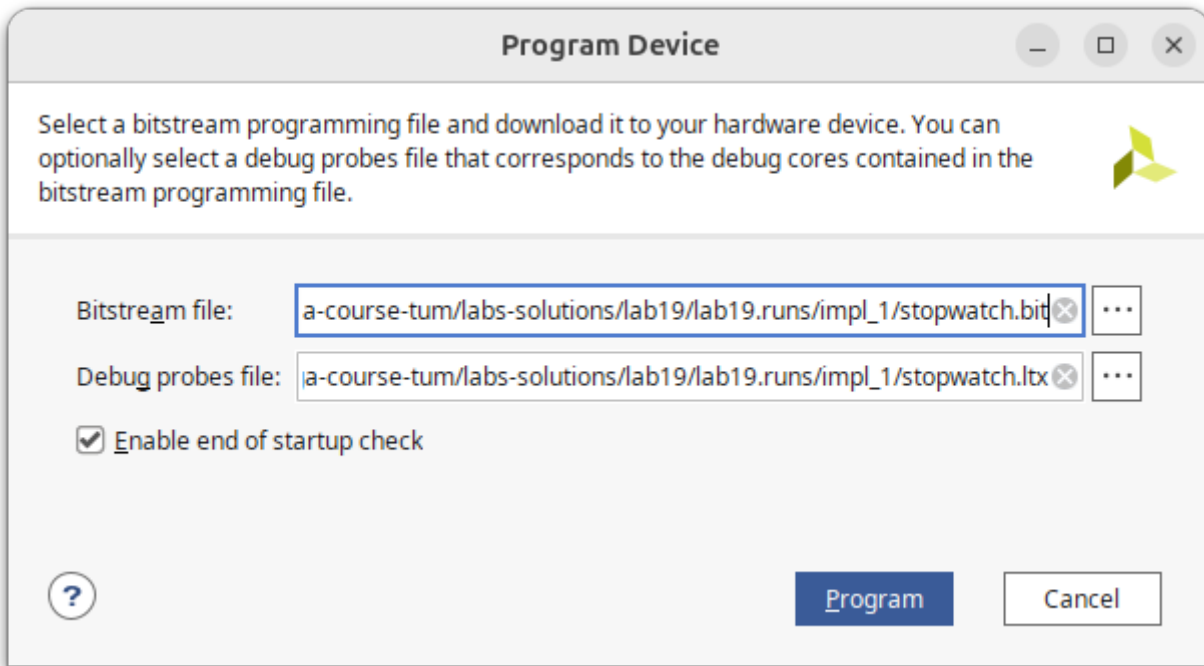 Program Device
Select a bitstream programming file and download it to your hardware device. You can
optionally select a debug probes file that corresponds to the debug cores contained in the
bitstream programming file.
Bitstream file: a-course-tum/labs-solutions/lab19/lab19.runs/impl_1/stopwatch.bit ...
Debug probes file: a-course-tum/labs-solutions/lab19/lab19.runs/impl_1/stopwatch.ltx ...
Enable end of startup check
? Program Cancel